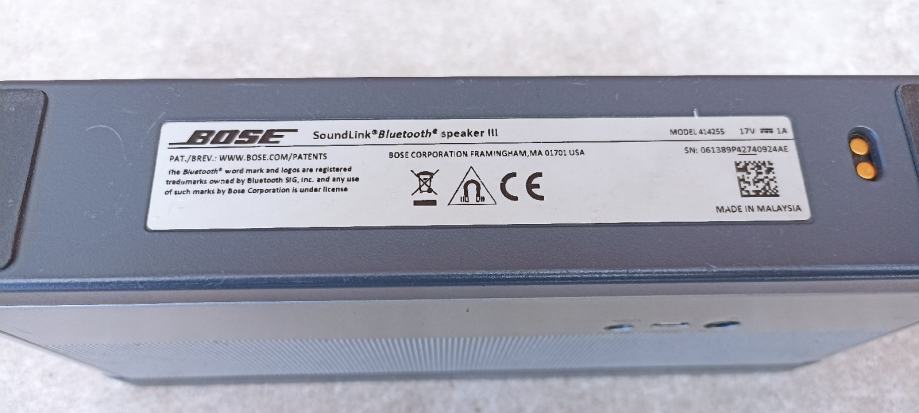 BOSE SoundLink® Bluetooth® speaker III
MODEL 414255 17V ⎓ 1A
PAT./BREV.: WWW.BOSE.COM/PATENTS
The Bluetooth® word mark and logos are registered
trademarks owned by Bluetooth SIG, Inc. and any use
of such marks by Bose Corporation is under license
BOSE CORPORATION FRAMINGHAM,MA 01701 USA
CE
SN: 061389P42740924AE
MADE IN MALAYSIA